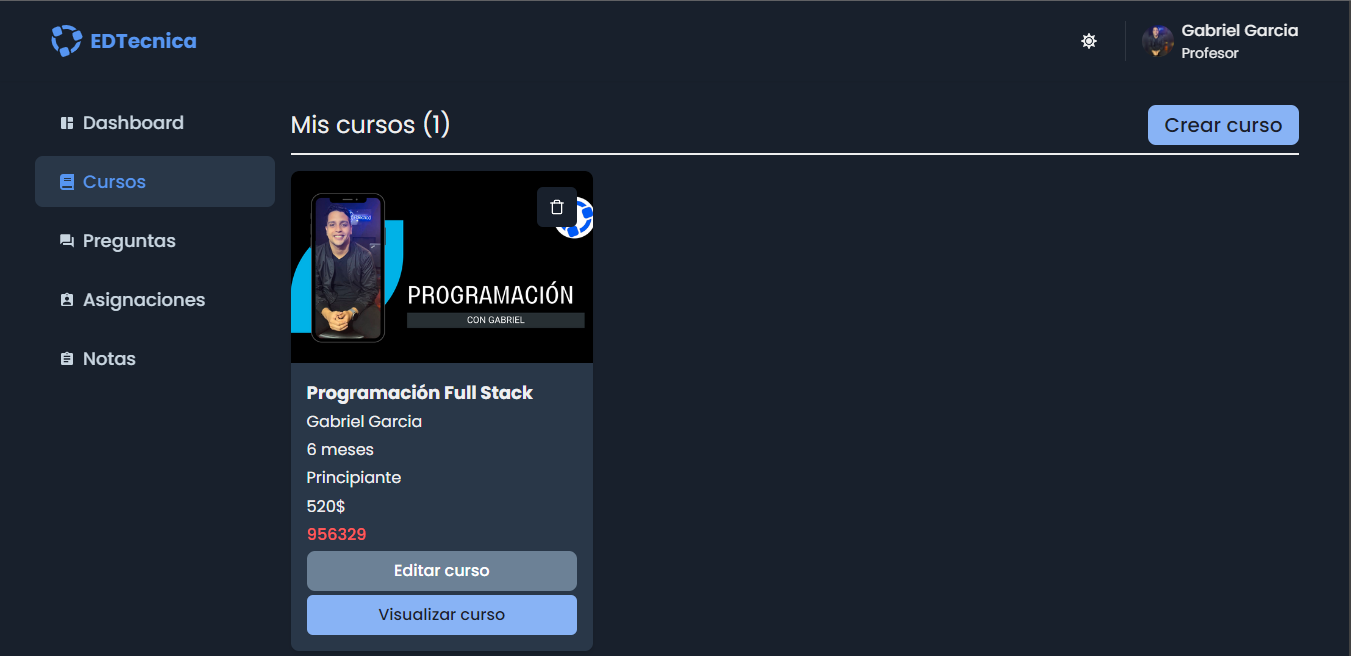 EDTecnica
Gabriel Garcia
Profesor
Dashboard
Cursos
Preguntas
Asignaciones
Notas
Mis cursos (1)
Crear curso
PROGRAMACIÓN
CON GABRIEL
Programación Full Stack
Gabriel Garcia
6 meses
Principiante
520$
956329
Editar curso
Visualizar curso